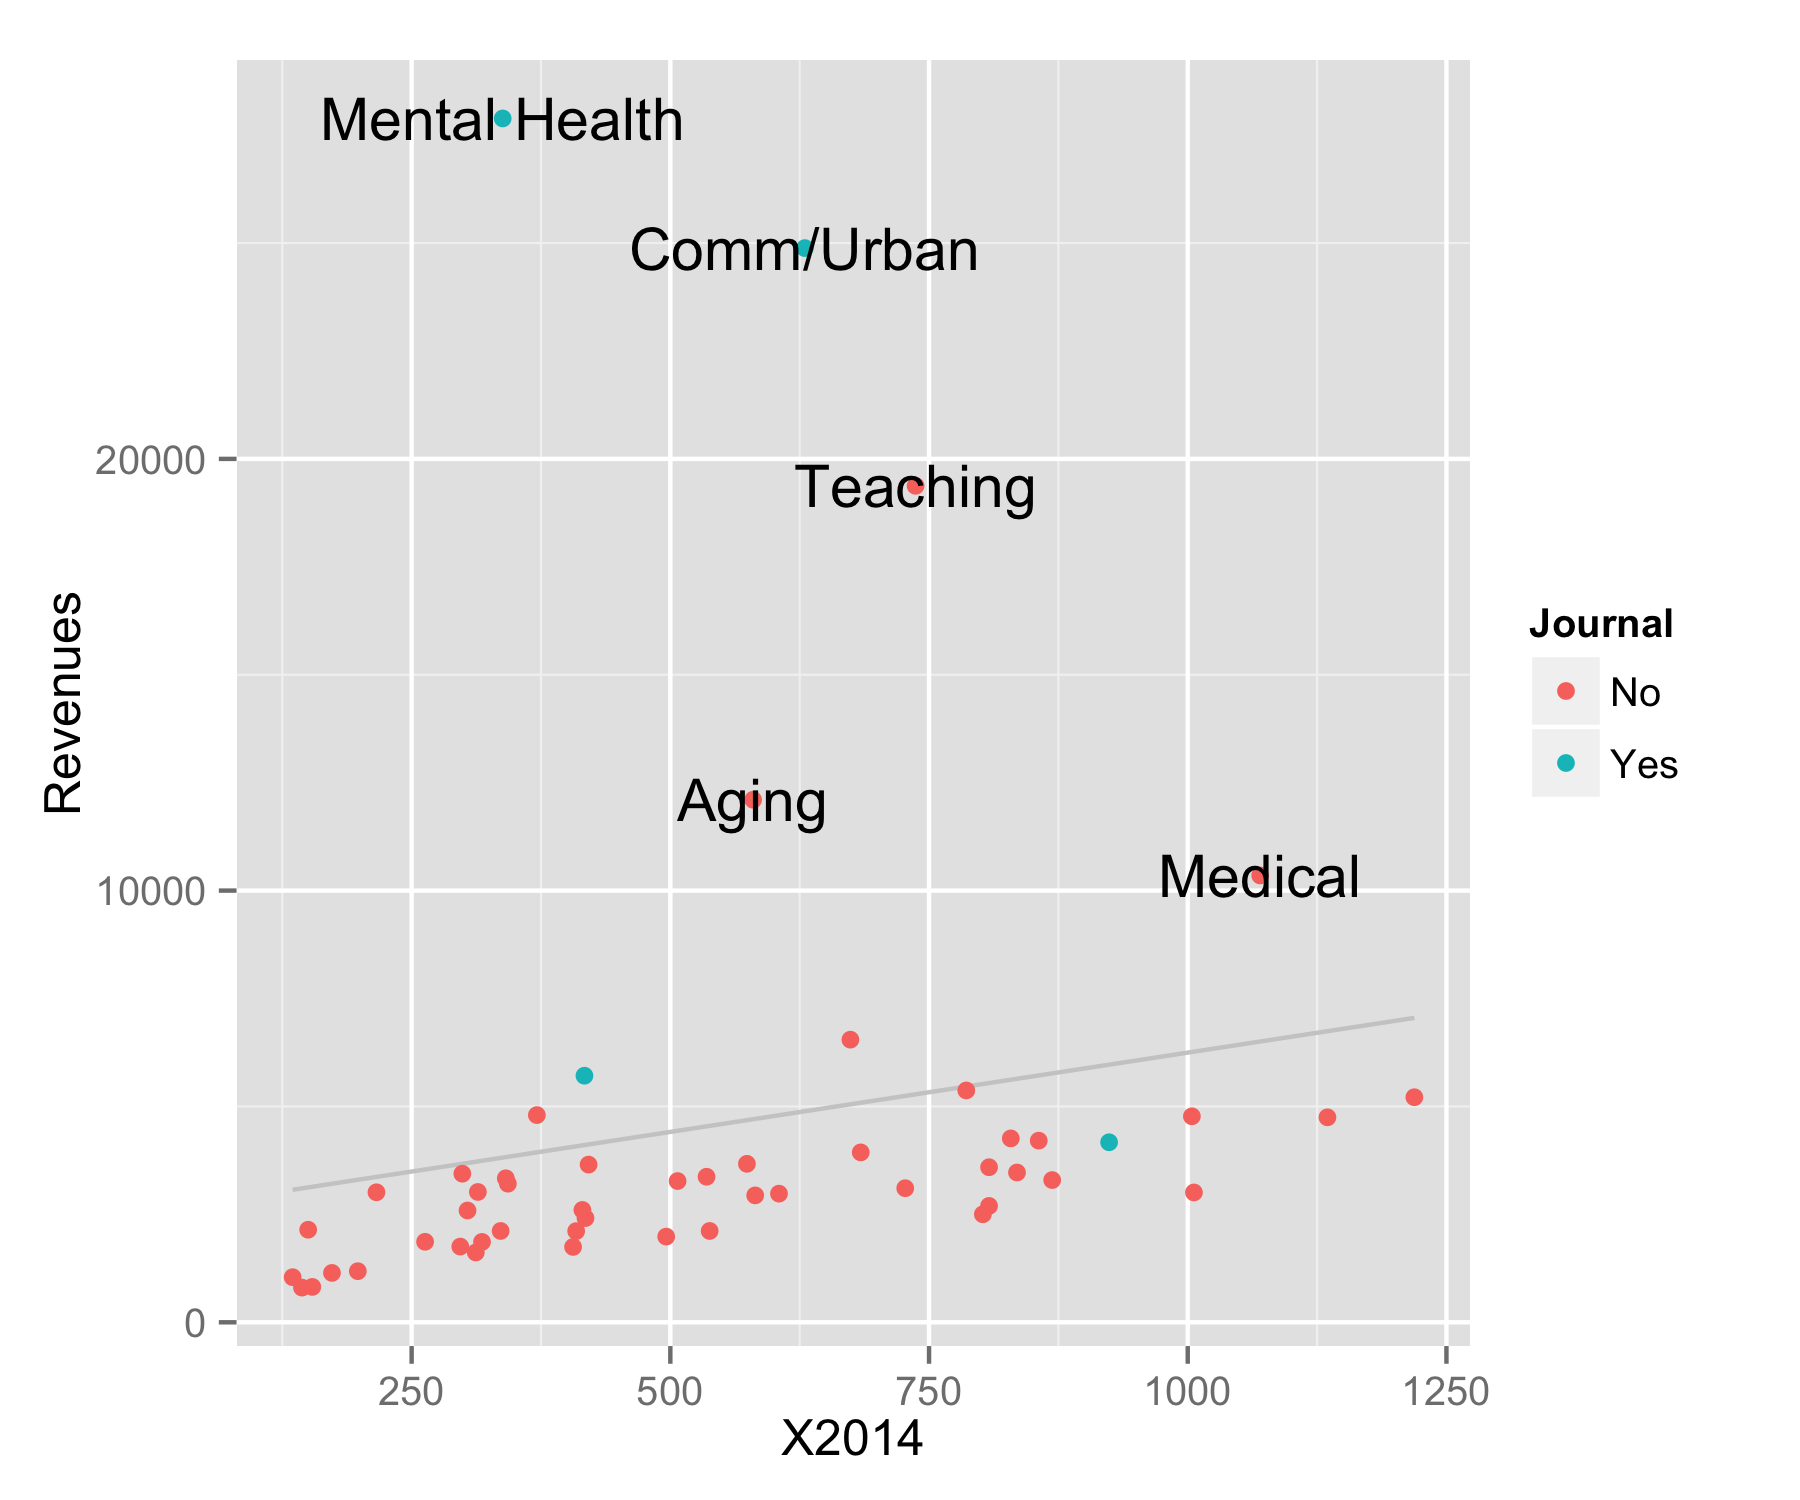 Mental Health
Comm/Urban
20000
Teaching
Revenues
Journal
No
Yes
Aging
Medical
10000
0
250 500 750 1000 1250
X2014